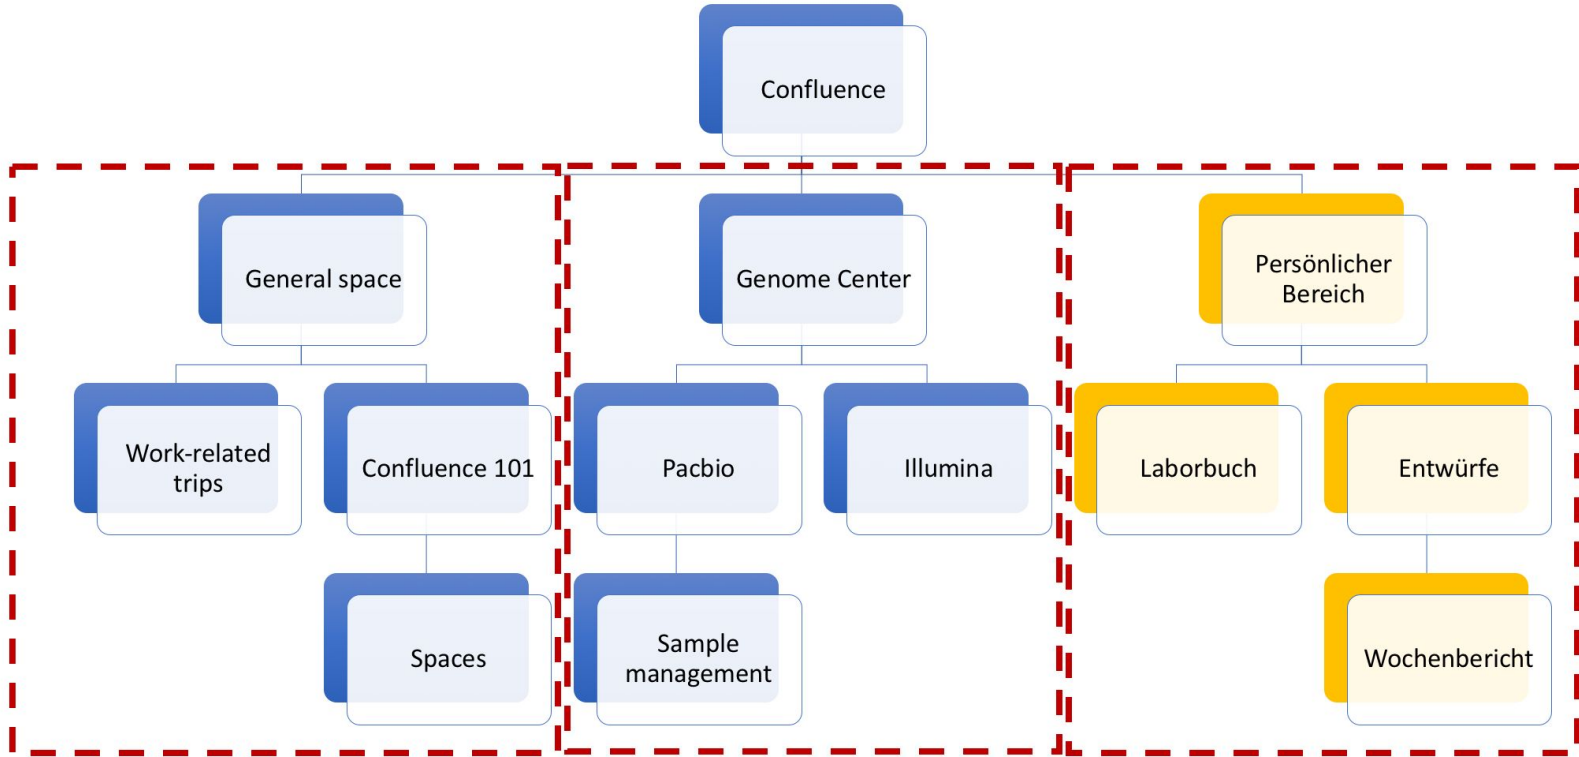 Confluence
General space
Genome Center
Persönlicher
Bereich
Work-related
trips
Confluence 101
Pacbio
Illumina
Laborbuch
Entwürfe
Spaces
Sample
management
Wochenbericht